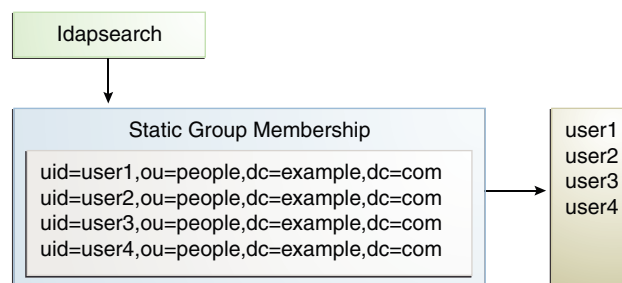 ldapsearch
Static Group Membership
uid=user1,ou=people,dc=example,dc=com
uid=user2,ou=people,dc=example,dc=com
uid=user3,ou=people,dc=example,dc=com
uid=user4,ou=people,dc=example,dc=com
user1
user2
user3
user4